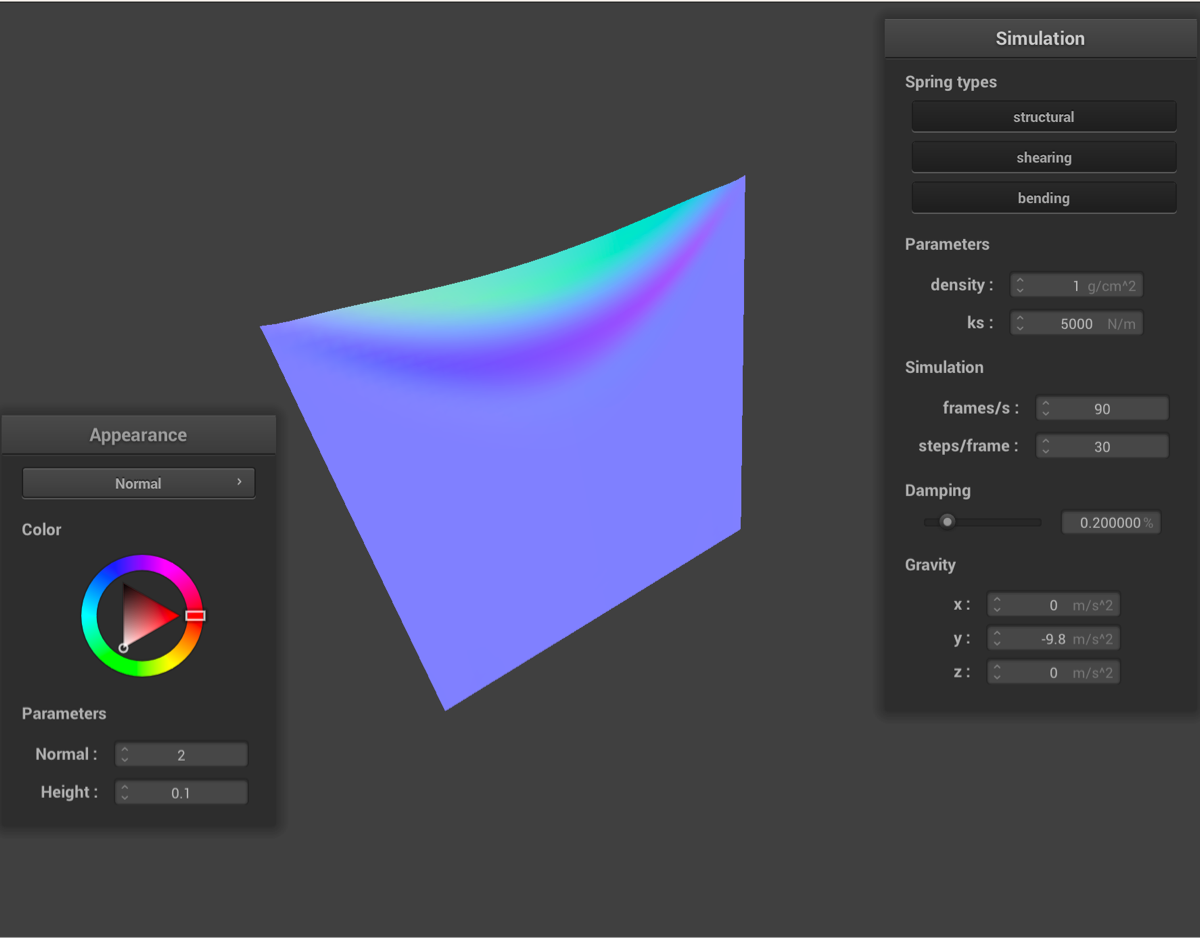 Simulation
Spring types
structural
shearing
bending
Parameters
density : 1 g/cm^2
ks : 5000 N/m
Simulation
frames/s : 90
steps/frame : 30
Damping
0.200000 %
Gravity
x : 0 m/s^2
y : -9.8 m/s^2
z : 0 m/s^2
Appearance
Normal ›
Color
Parameters
Normal : 2
Height : 0.1